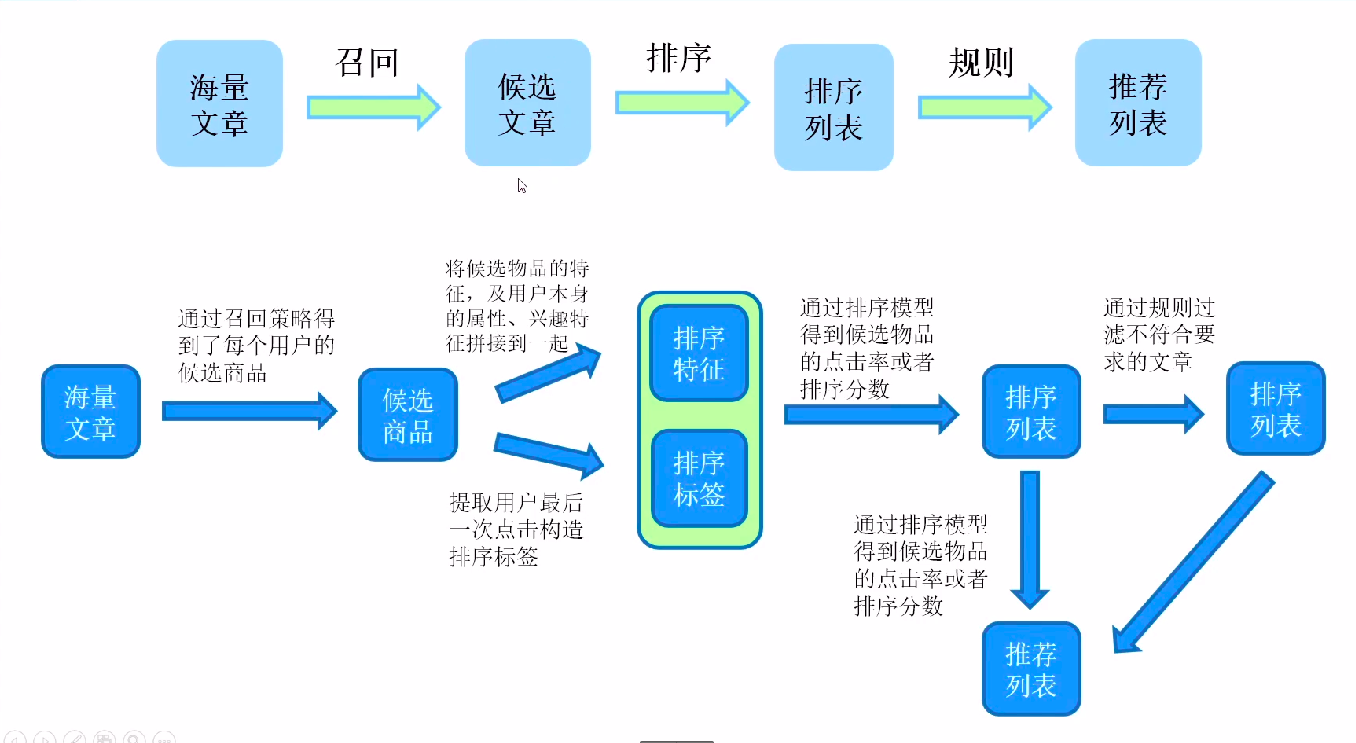 召回
排序
规则
海量
文章
候选
文章
排序
列表
推荐
列表
将候选物品的特
征，及用户本身
的属性、兴趣特
征拼接到一起
通过召回策略得
到了每个用户的
候选商品
通过排序模型
得到候选物品
的点击率或者
排序分数
通过规则过
滤不符合要
求的文章
海量
文章
候选
商品
排序
特征
排序
标签
排序
列表
排序
列表
提取用户最后
一次点击构造
排序标签
通过排序模型
得到候选物品
的点击率或者
排序分数
推荐
列表